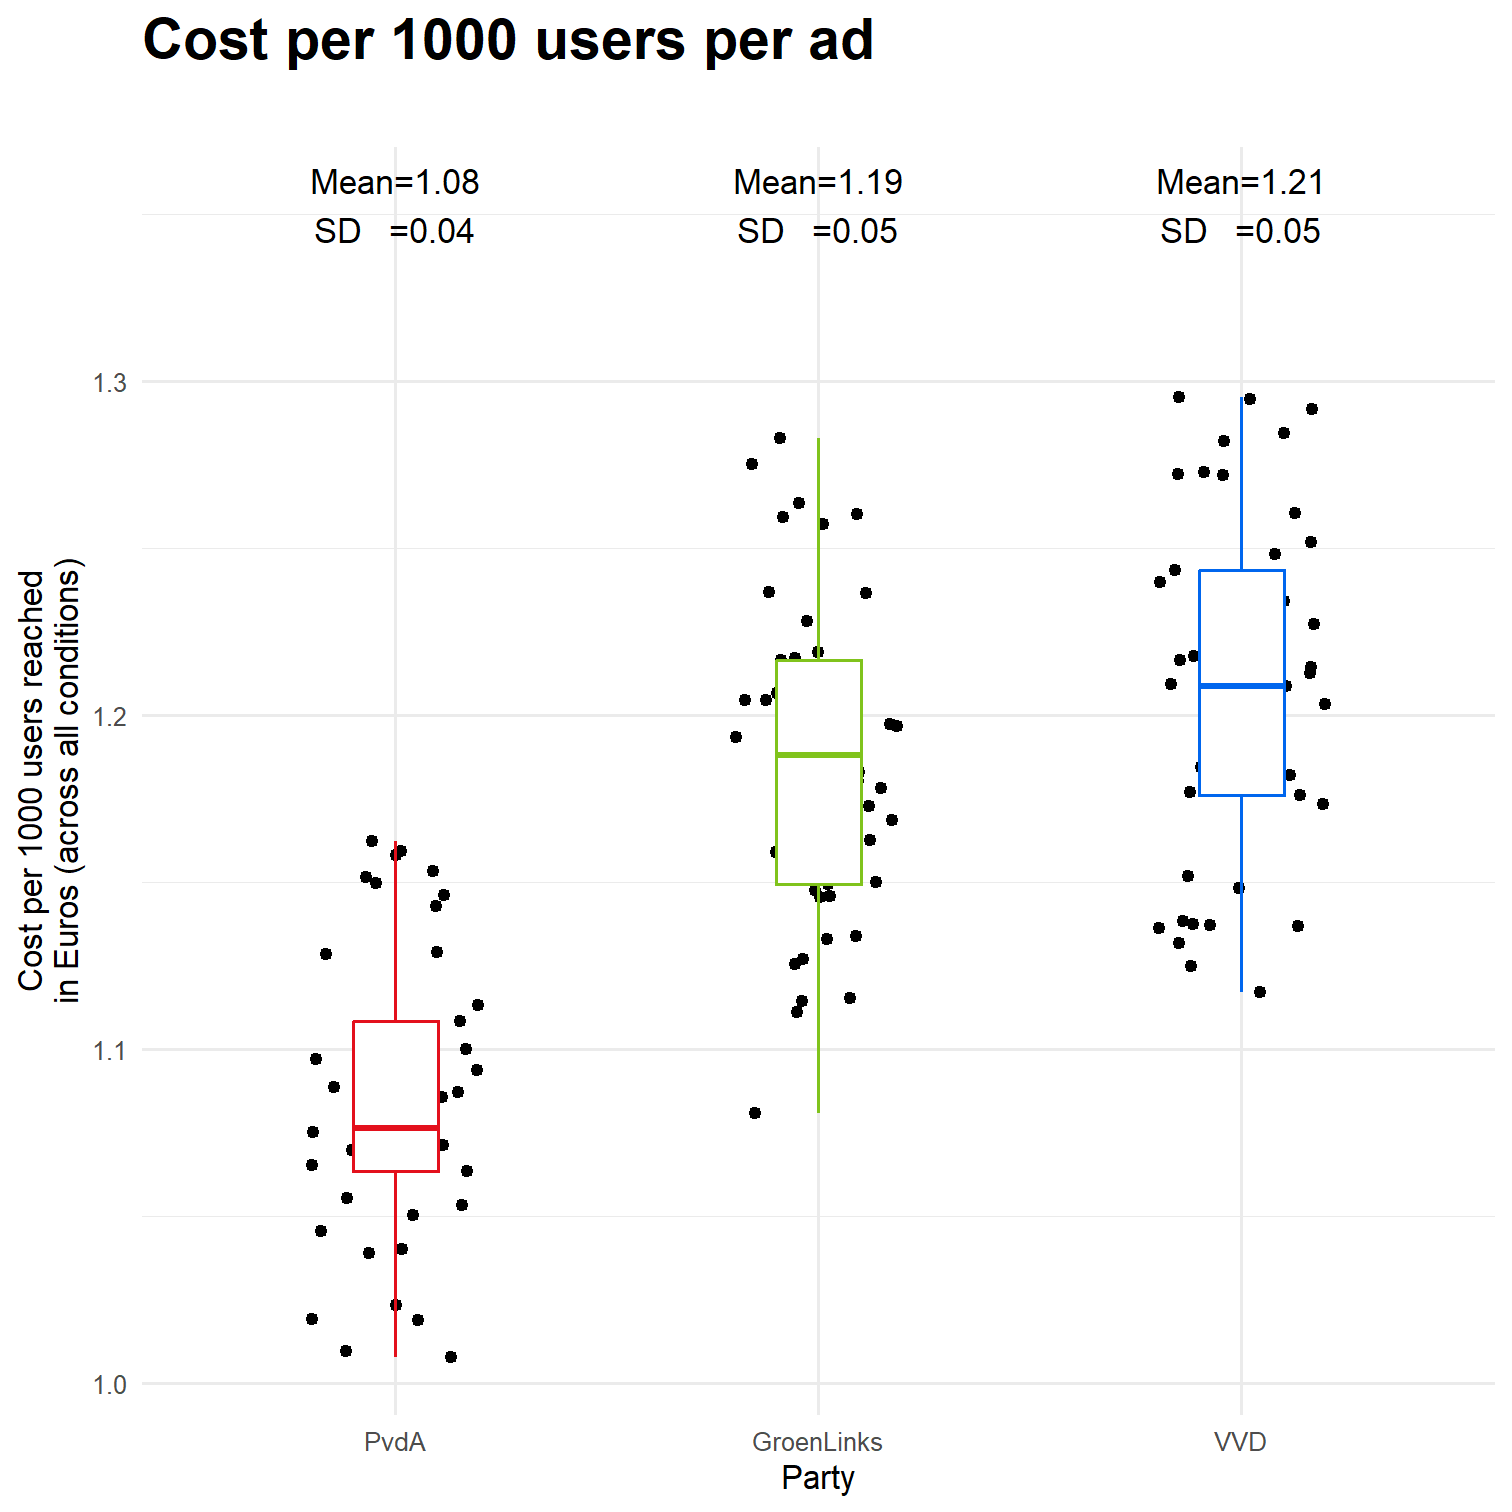 Cost per 1000 users per ad
Mean=1.08
SD   =0.04
Mean=1.19
SD   =0.05
Mean=1.21
SD   =0.05
Cost per 1000 users reached
in Euros (across all conditions)
1.3
1.2
1.1
1.0
PvdA
GroenLinks
VVD
Party